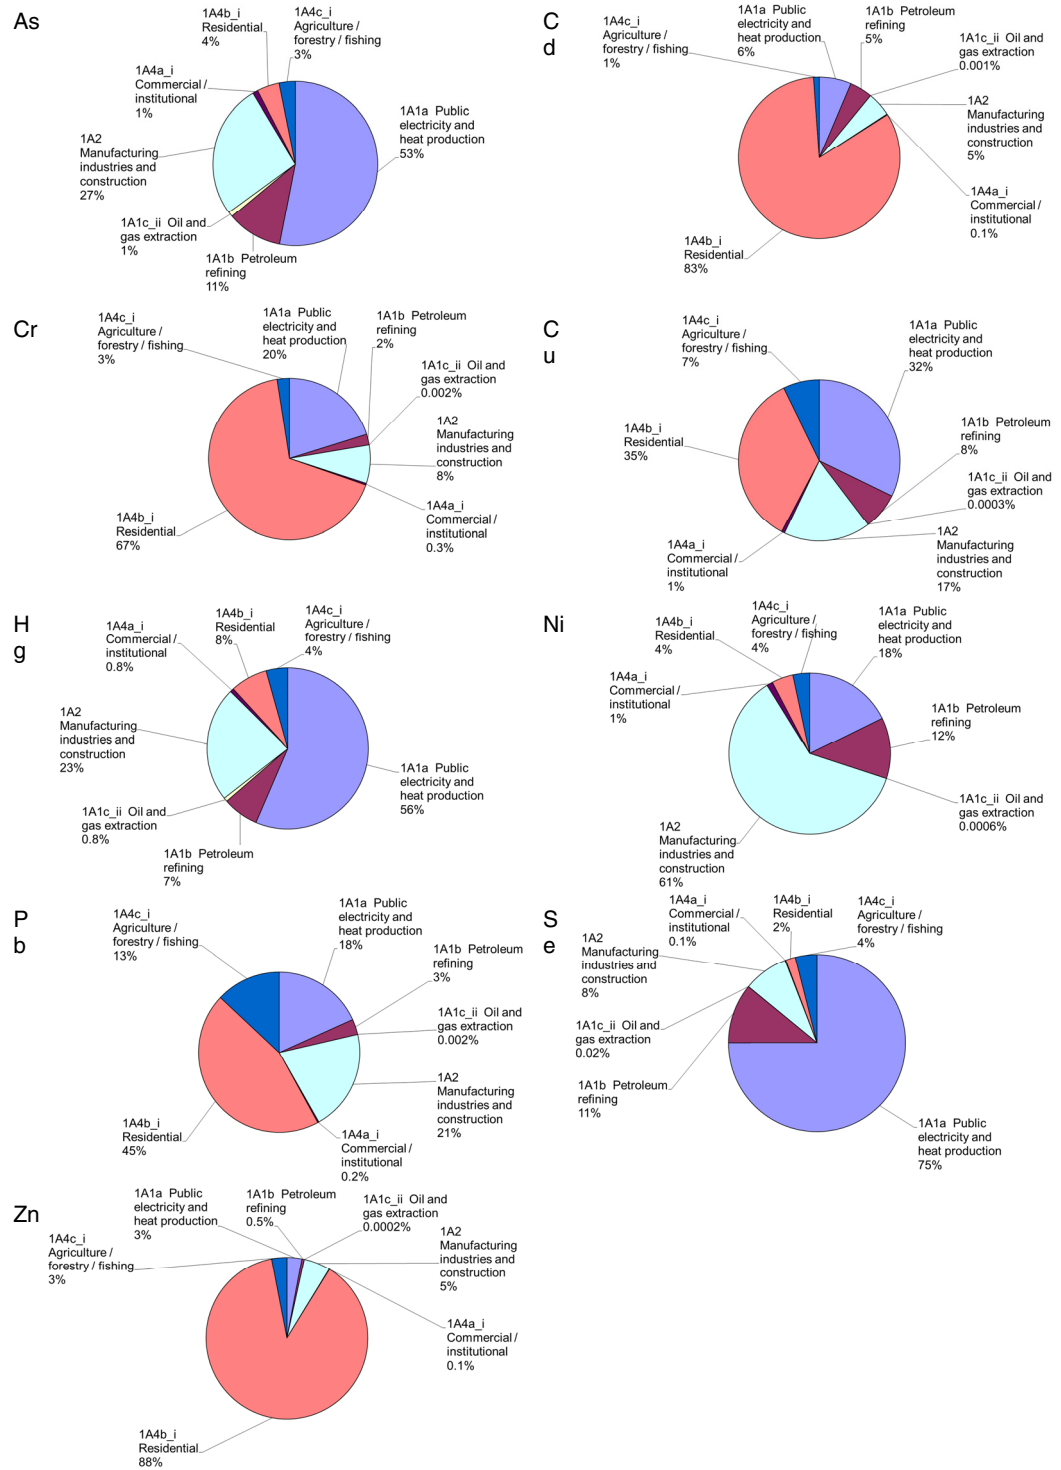 As
1A4b_i
Residential
4%
1A4c_i
Agriculture /
forestry / fishing
3%
1A4a_i
Commercial /
institutional
1%
1A1a Public
electricity and
heat production
53%
1A2
Manufacturing
industries and
construction
27%
1A1c_ii Oil and
gas extraction
1%
1A1b Petroleum
refining
11%
C
d
1A4c_i
Agriculture /
forestry / fishing
1%
1A1a Public
electricity and
heat production
6%
1A1b Petroleum
refining
5%
1A1c_ii Oil and
gas extraction
0.001%
1A2
Manufacturing
industries and
construction
5%
1A4a_i
Commercial /
institutional
0.1%
1A4b_i
Residential
83%
Cr
1A4c_i
Agriculture /
forestry / fishing
3%
1A1a Public
electricity and
heat production
20%
1A1b Petroleum
refining
2%
1A1c_ii Oil and
gas extraction
0.002%
1A2
Manufacturing
industries and
construction
8%
1A4a_i
Commercial /
institutional
0.3%
1A4b_i
Residential
67%
C
u
1A4c_i
Agriculture /
forestry / fishing
7%
1A1a Public
electricity and
heat production
32%
1A4b_i
Residential
35%
1A1b Petroleum
refining
8%
1A1c_ii Oil and
gas extraction
0.0003%
1A4a_i
Commercial /
institutional
1%
1A2
Manufacturing
industries and
construction
17%
H
g
1A4a_i
Commercial /
institutional
0.8%
1A4b_i
Residential
8%
1A4c_i
Agriculture /
forestry / fishing
4%
1A2
Manufacturing
industries and
construction
23%
1A1a Public
electricity and
heat production
56%
1A1c_ii Oil and
gas extraction
0.8%
1A1b Petroleum
refining
7%
Ni
1A4b_i
Residential
4%
1A4c_i
Agriculture /
forestry / fishing
4%
1A1a Public
electricity and
heat production
18%
1A4a_i
Commercial /
institutional
1%
1A1b Petroleum
refining
12%
1A1c_ii Oil and
gas extraction
0.0006%
1A2
Manufacturing
industries and
construction
61%
P
b
1A4c_i
Agriculture /
forestry / fishing
13%
1A1a Public
electricity and
heat production
18%
1A1b Petroleum
refining
3%
1A1c_ii Oil and
gas extraction
0.002%
1A2
Manufacturing
industries and
construction
21%
1A4b_i
Residential
45%
1A4a_i
Commercial /
institutional
0.2%
S
e
1A4a_i
Commercial /
institutional
0.1%
1A4b_i
Residential
2%
1A4c_i
Agriculture /
forestry / fishing
4%
1A2
Manufacturing
industries and
construction
8%
1A1c_ii Oil and
gas extraction
0.02%
1A1b Petroleum
refining
11%
1A1a Public
electricity and
heat production
75%
Zn
1A4c_i
Agriculture /
forestry / fishing
3%
1A1a Public
electricity and
heat production
3%
1A1b Petroleum
refining
0.5%
1A1c_ii Oil and
gas extraction
0.0002%
1A2
Manufacturing
industries and
construction
5%
1A4a_i
Commercial /
institutional
0.1%
1A4b_i
Residential
88%